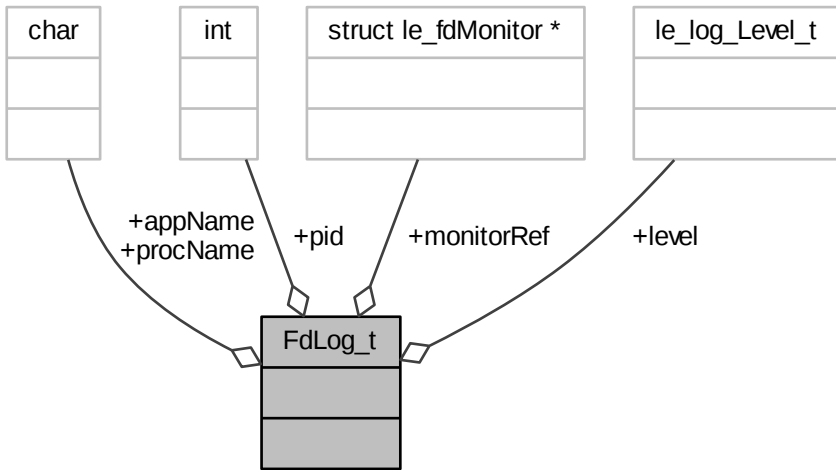 char
int
struct le_fdMonitor *
le_log_Level_t
+appName
+procName
+pid
+monitorRef
+level
FdLog_t